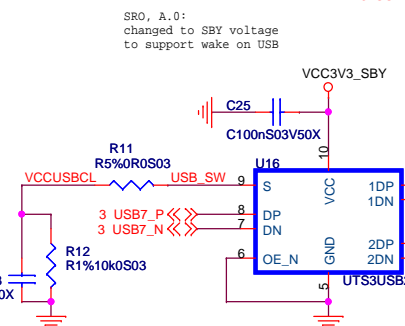 SRO, A.0:
changed to SBY voltage
to support wake on USB
VCC3V3_SBY
C25
C100nS03V50X
R11
R5%0R0S03
U16
10
VCCUSBCL
USB_SW
9
S
VCC
1DP
1DN
3 USB7_P
8
DP
3 USB7_N
7
DN
R12
R1%10k0S03
6
OE_N
GND
2DP
2DN
5
0X
UTS3USB2